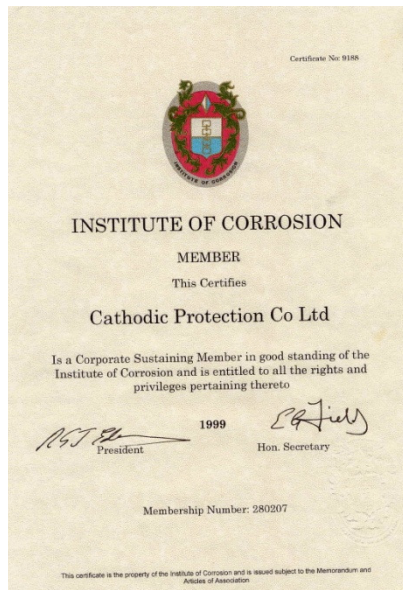 Certificate No: 9188
INSTITUTE OF CORROSION
INSTITUTE OF CORROSION
MEMBER
This Certifies
Cathodic Protection Co Ltd
Is a Corporate Sustaining Member in good standing of the
Institute of Corrosion and is entitled to all the rights and
privileges pertaining thereto
1999
President
Hon. Secretary
Membership Number: 280207
This certificate is the property of the Institute of Corrosion and is issued subject to the Memorandum and
Articles of Association